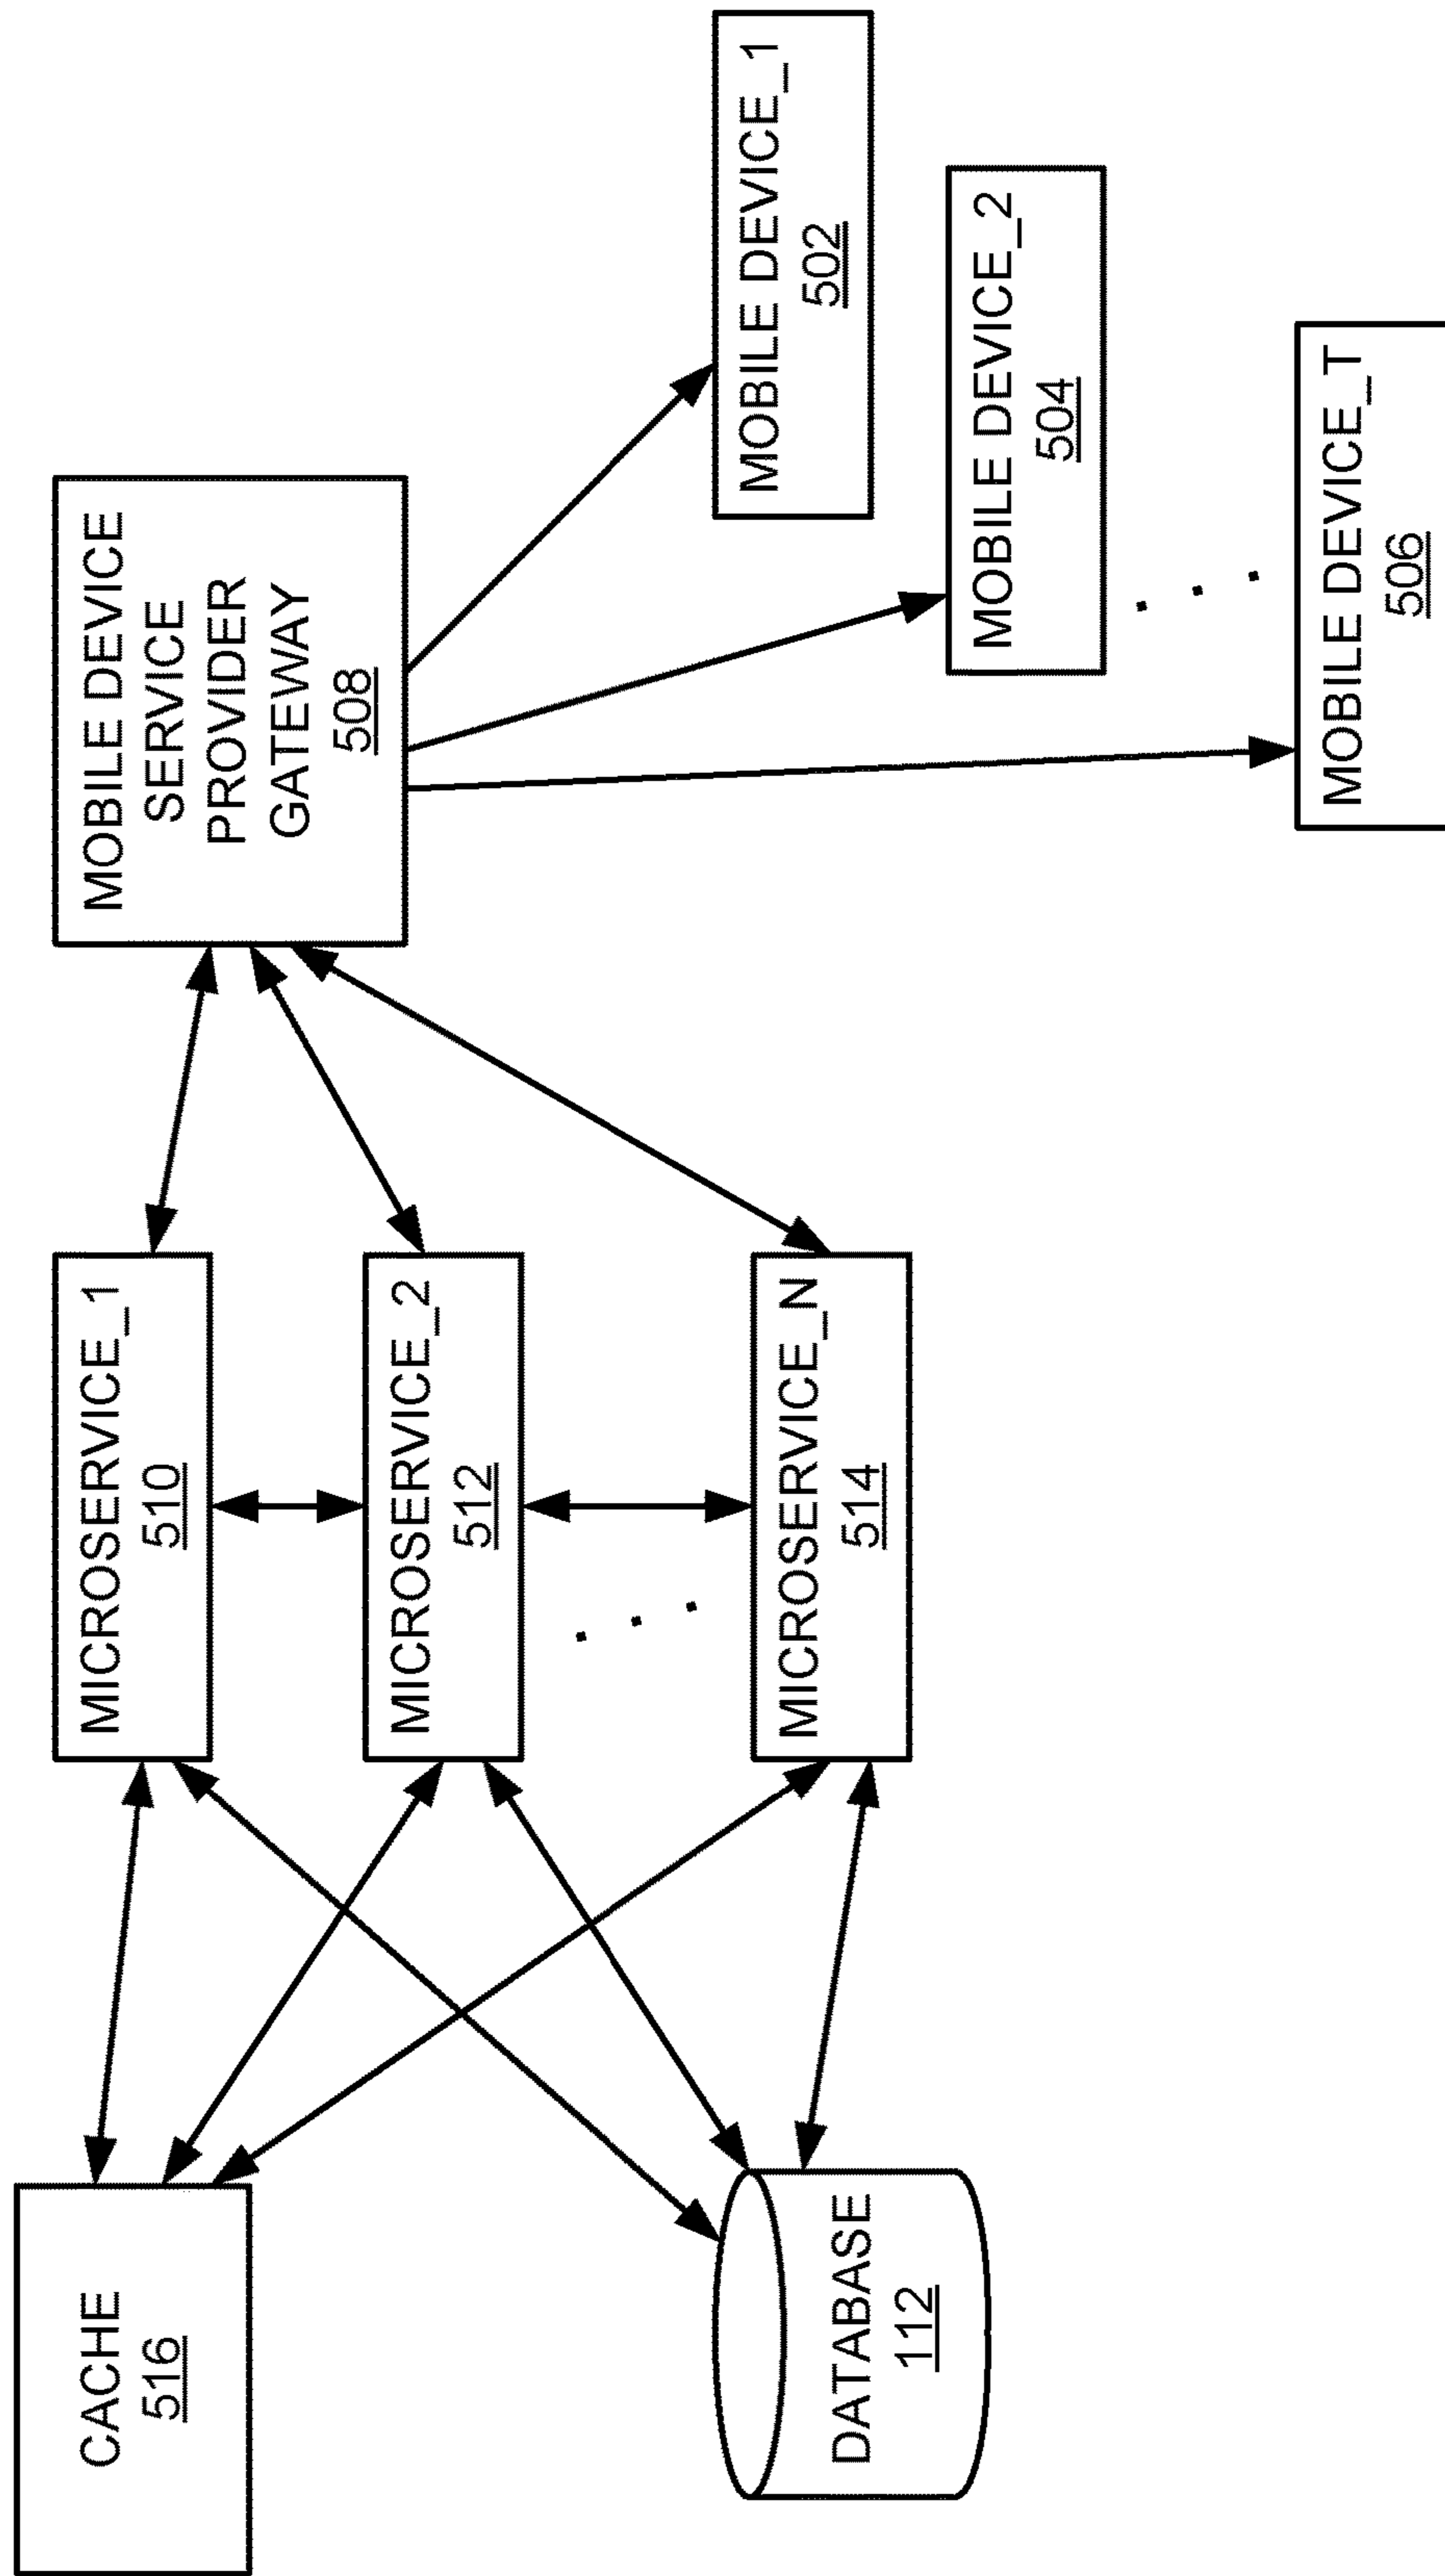 CACHE
516
DATABASE
112
MICROSERVICE_1
510
MICROSERVICE_2
512
MICROSERVICE_N
514
MOBILE DEVICE
SERVICE
PROVIDER
GATEWAY
508
MOBILE DEVICE_1
502
MOBILE DEVICE_2
504
MOBILE DEVICE_T
506